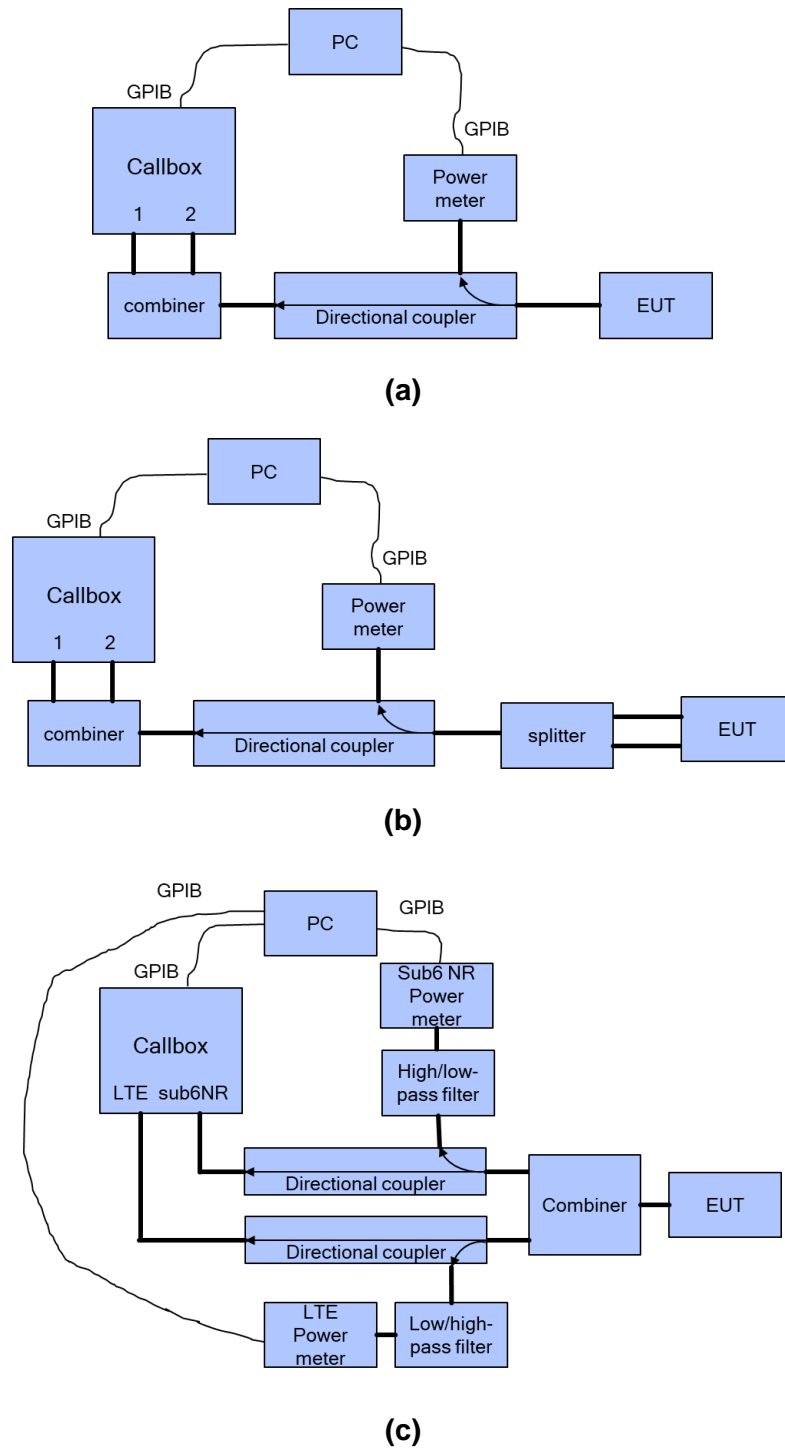 PC
GPIB
GPIB
Callbox
1 2
Power
meter
combiner
Directional coupler
EUT
(a)
PC
GPIB
GPIB
Callbox
1 2
Power
meter
combiner
Directional coupler
splitter
EUT
(b)
GPIB
PC
GPIB
GPIB
Sub6 NR
Power
meter
Callbox
LTE sub6NR
High/low-
pass filter
Directional coupler
Combiner
EUT
Directional coupler
LTE
Power
meter
Low/high-
pass filter
(c)